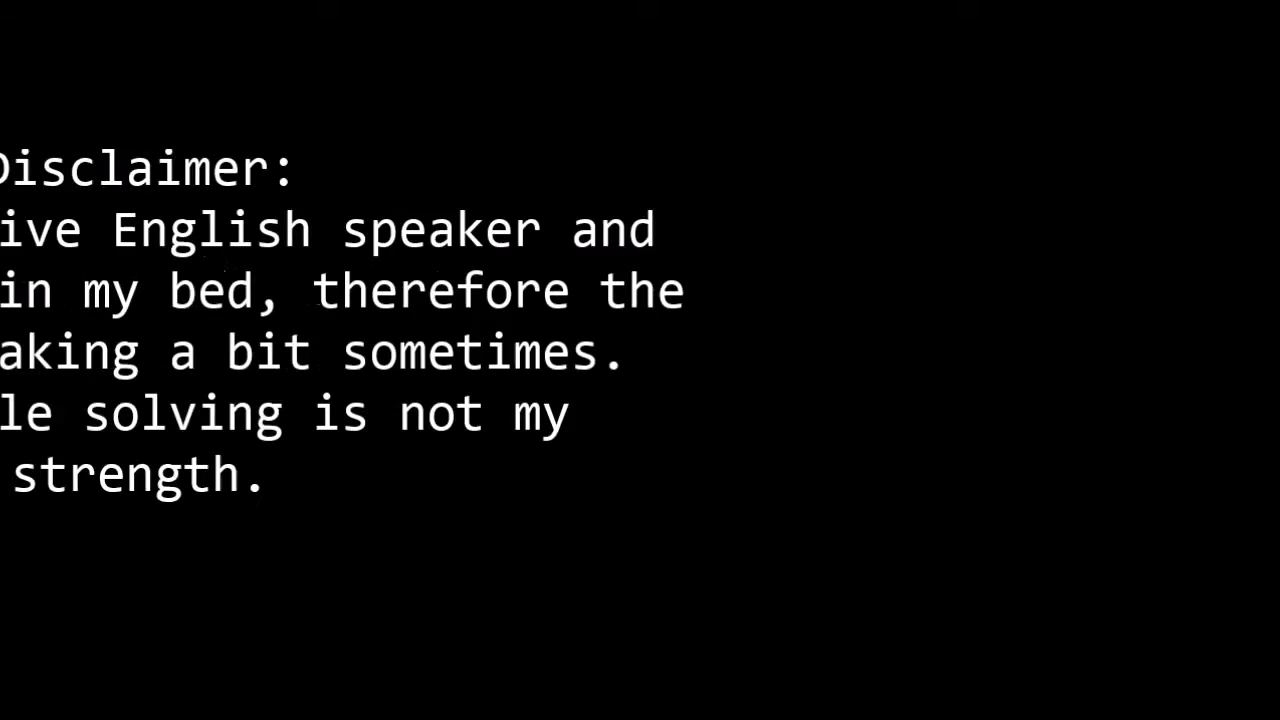 Disclaimer:
ive English speaker and
in my bed, therefore the
aking a bit sometimes.
le solving is not my
strength.